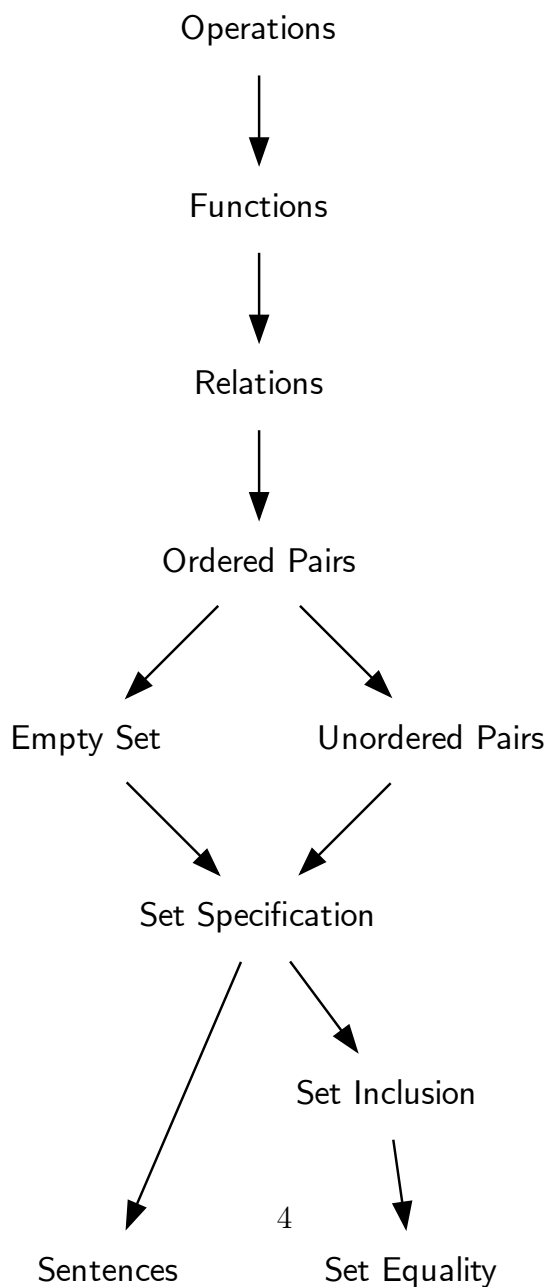 Operations
Functions
Relations
Ordered Pairs
Empty Set
Unordered Pairs
Set Specification
Set Inclusion
4
Sentences
Set Equality